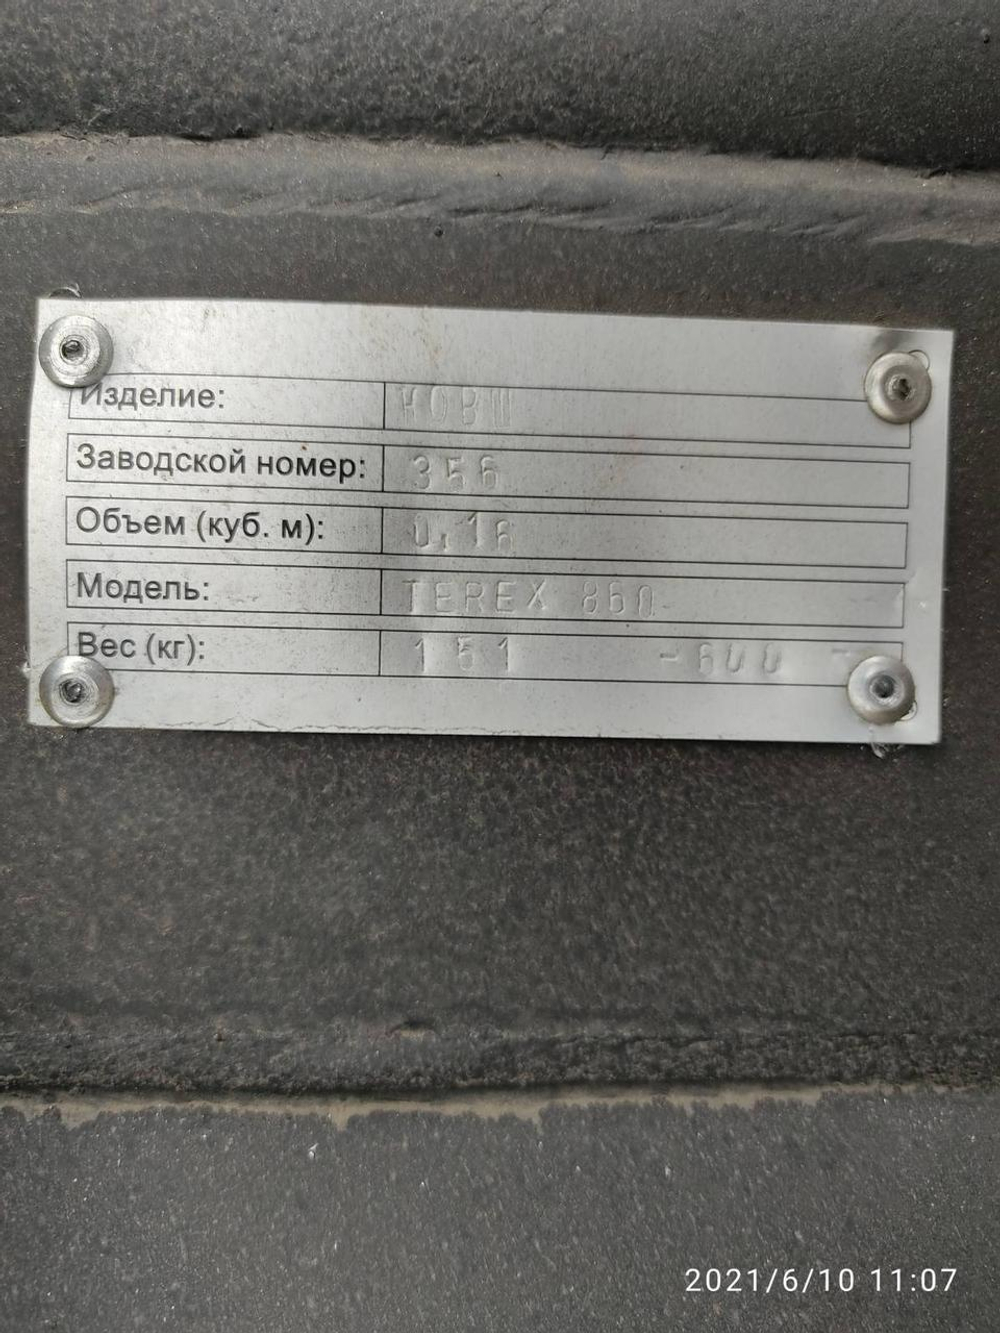 Изделие: КОВШ
Заводской номер: 356
Объем (куб. м): 0,16
Модель: TEREX 860
Вес (кг): 151 -600 -
2021/6/10 11:07